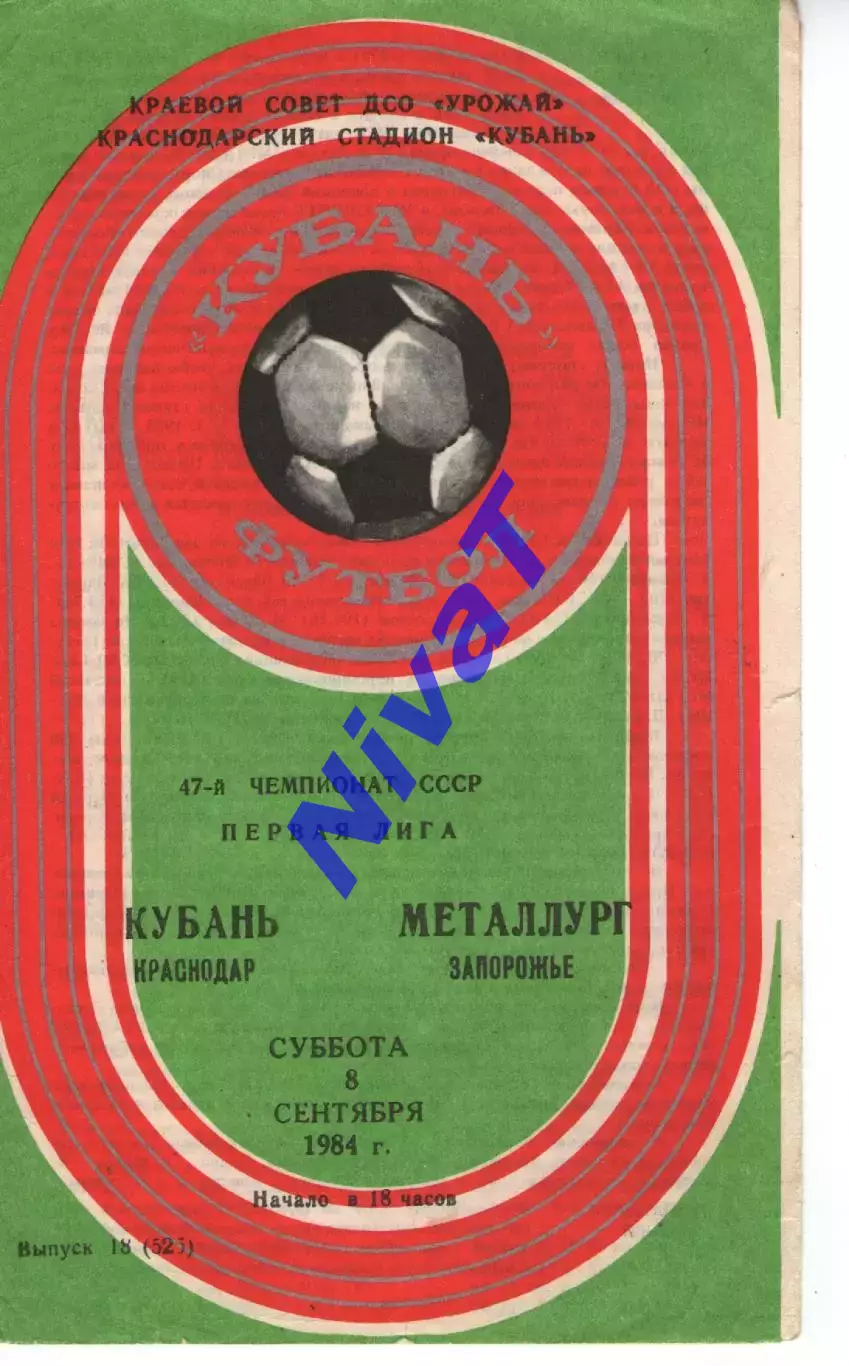 КРАЕВОЙ СОВЕТ ДСО «УРОЖАЙ»
КРАСНОДАРСКИЙ СТАДИОН «КУБАНЬ»
«КУБАНЬ»
ФУТБОЛ
NivaT
47-й ЧЕМПИОНАТ СССР
ПЕРВАЯ ЛИГА
КУБАНЬ МЕТАЛЛУРГ
КРАСНОДАР ЗАПОРОЖЬЕ
СУББОТА
8
СЕНТЯБРЯ
1984 г.
Начало в 18 часов
Выпуск 18